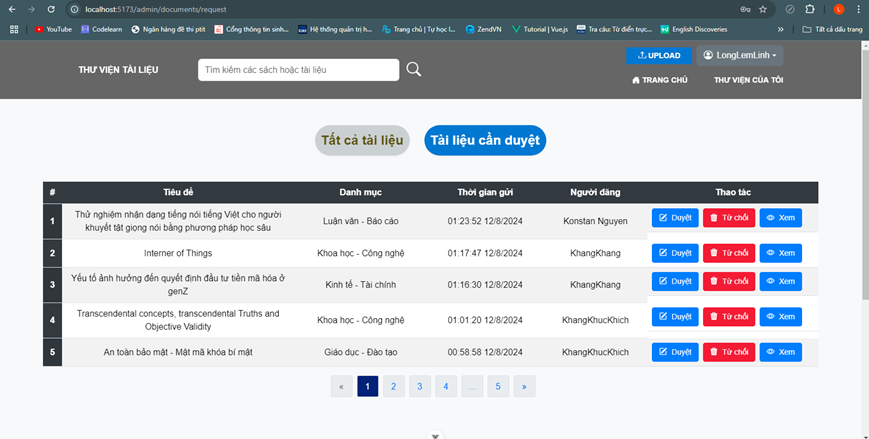 localhost:5173/admin/documents/request
L
YouTube
Codelearn
Ngân hàng đề thi ptit
Cổng thông tin sinh...
Hệ thống quản trị h...
Trang chủ | Tự học l...
ZendVN
Tutorial | Vue.js
Tra câu: Từ điển trực...
English Discoveries
»
Tất cả dấu trang
THƯ VIỆN TÀI LIỆU
Tìm kiếm các sách hoặc tài liệu
UPLOAD
LongLemLinh
TRANG CHỦ
THƯ VIỆN CỦA TÔI
Tất cả tài liệu
Tài liệu cần duyệt
# Tiêu đề Danh mục Thời gian gửi Người đăng Thao tác
1 Thử nghiệm nhận dạng tiếng nói tiếng Việt cho người
khuyết tật giọng nói bằng phương pháp học sâu
Luận văn - Báo cáo 01:23:52 12/8/2024 Konstan Nguyen Duyệt Từ chối Xem
2 Interner of Things Khoa học - Công nghệ 01:17:47 12/8/2024 KhangKhang Duyệt Từ chối Xem
3 Yếu tố ảnh hưởng đến quyết định đầu tư tiền mã hóa ở
genZ
Kinh tế - Tài chính 01:16:30 12/8/2024 KhangKhang Duyệt Từ chối Xem
4 Transcendental concepts, transcendental Truths and
Objective Validity
Khoa học - Công nghệ 01:01:20 12/8/2024 KhangKhucKhich Duyệt Từ chối Xem
5 An toàn bảo mật - Mật mã khóa bí mật Giáo dục - Đào tạo 00:58:58 12/8/2024 KhangKhucKhich Duyệt Từ chối Xem
« 1 2 3 4 ... 5 »